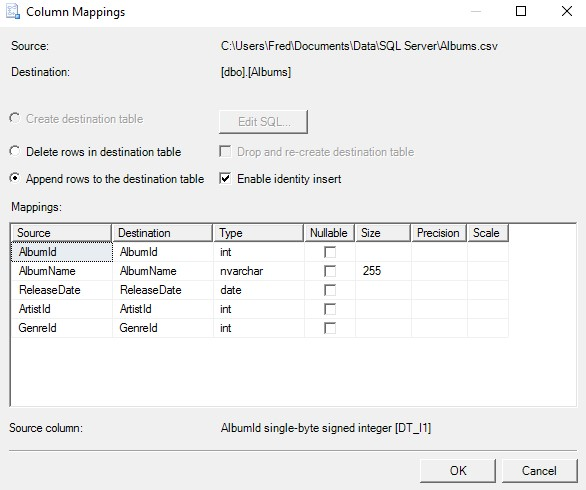 Column Mappings
Source: C:\Users\Fred\Documents\Data\SQL Server\Albums.csv
Destination: [dbo].[Albums]
Create destination table Edit SQL...
Delete rows in destination table Drop and re-create destination table
Append rows to the destination table Enable identity insert
Mappings:
Source Destination Type Nullable Size Precision Scale
AlbumId AlbumId int
AlbumName AlbumName nvarchar 255
ReleaseDate ReleaseDate date
ArtistId ArtistId int
GenreId GenreId int
Source column: AlbumId single-byte signed integer [DT_I1]
OK Cancel